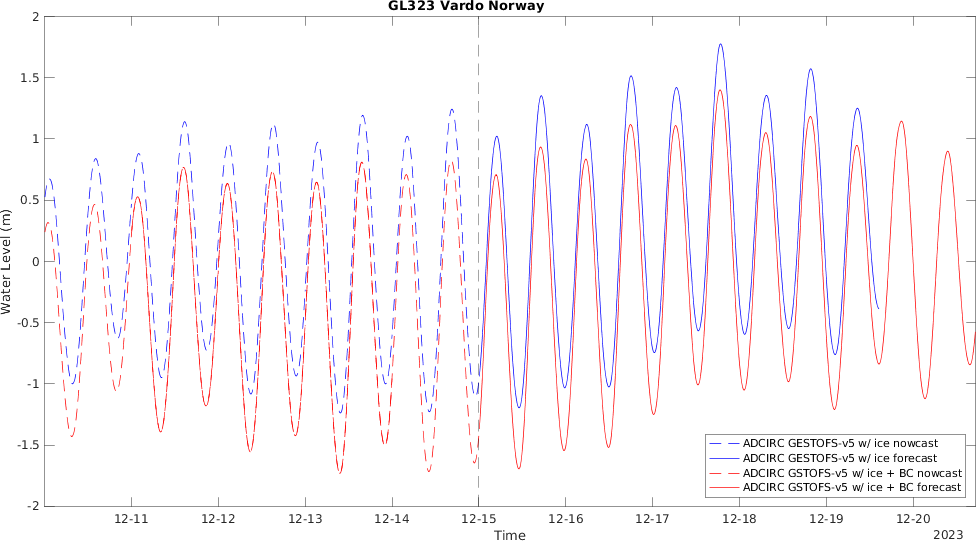 GL323 Vardo Norway
2
1.5
1
0.5
0
-0.5
-1
-1.5
-2
Water Level (m)
ADCIRC GESTOFS-v5 w/ ice nowcast
ADCIRC GESTOFS-v5 w/ ice forecast
ADCIRC GSTOFS-v5 w/ ice + BC nowcast
ADCIRC GSTOFS-v5 w/ ice + BC forecast
12-11 12-12 12-13 12-14 12-15 12-16 12-17 12-18 12-19 12-20
Time
2023